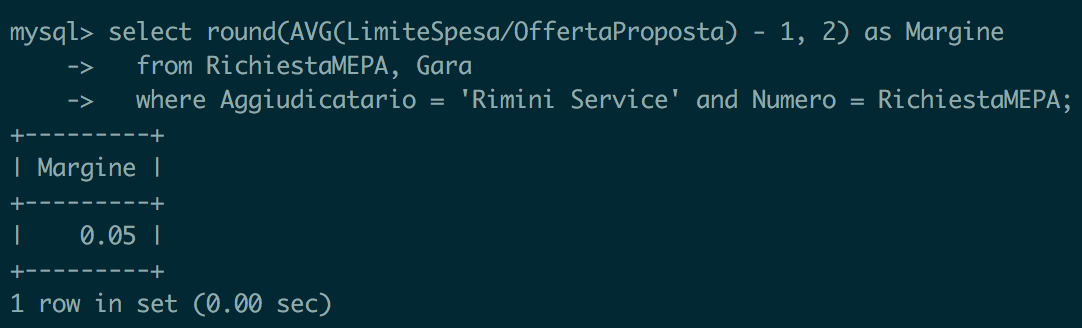 mysql> select round(AVG(LimiteSpesa/OffertaProposta) - 1, 2) as Margine
    ->   from RichiestaMEPA, Gara
    ->   where Aggiudicatario = 'Rimini Service' and Numero = RichiestaMEPA;
+---------+
| Margine |
+---------+
|    0.05 |
+---------+
1 row in set (0.00 sec)